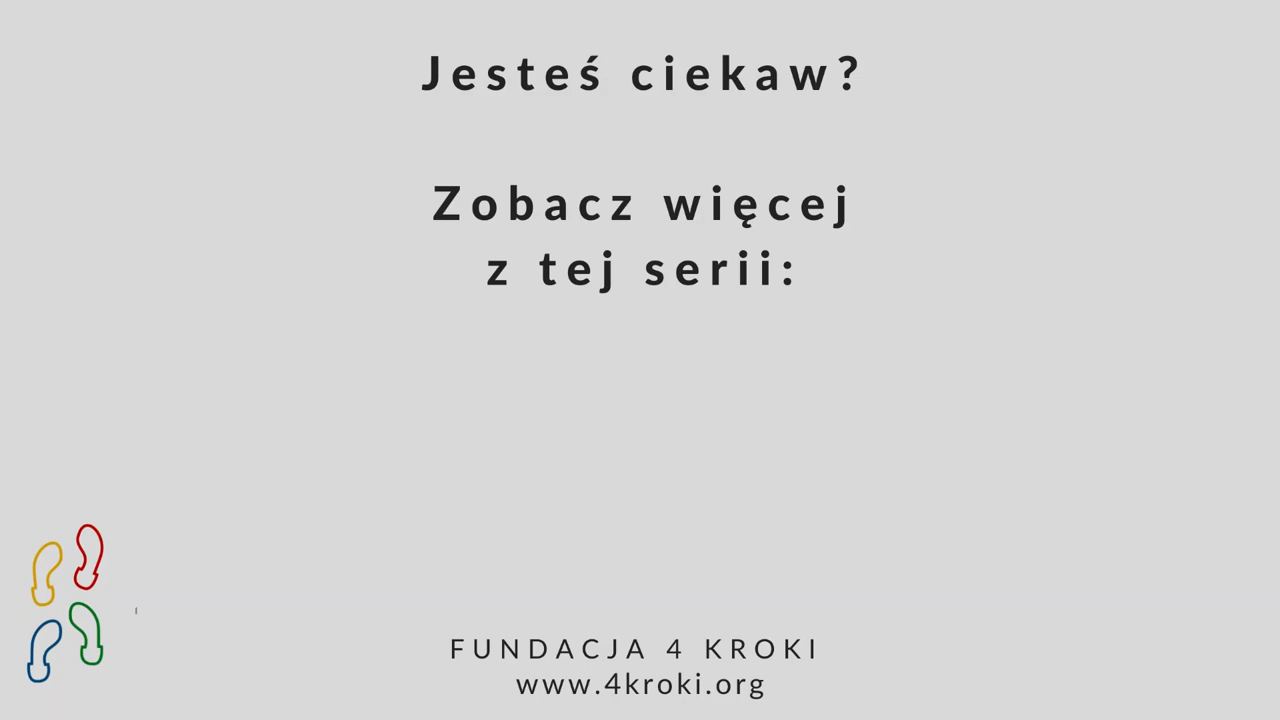 Jesteś ciekaw?
Zobacz więcej
z tej serii:
FUNDACJA 4 KROKI
www.4kroki.org